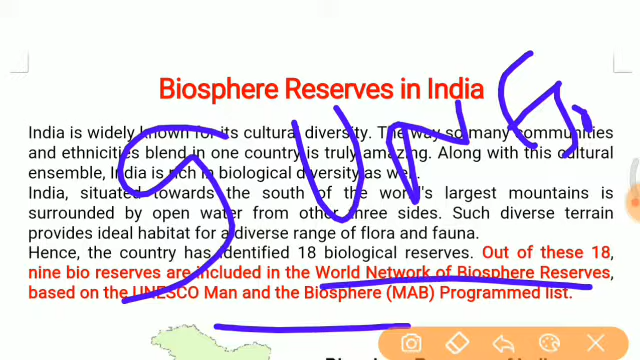 Biosphere Reserves in India
India is widely known for its cultural diversity. The way so many communities
and ethnicities blend in one country is truly amazing. Along with this cultural
ensemble, India is rich in biological diversity as well.
India, situated towards the south of the world's largest mountains is
surrounded by open water from other three sides. Such diverse terrain
provides ideal habitat for a diverse range of flora and fauna.
Hence, the country has identified 18 biological reserves. Out of these 18,
nine bio reserves are included in the World Network of Biosphere Reserves,
based on the UNESCO Man and the Biosphere (MAB) Programmed list.
SUNG